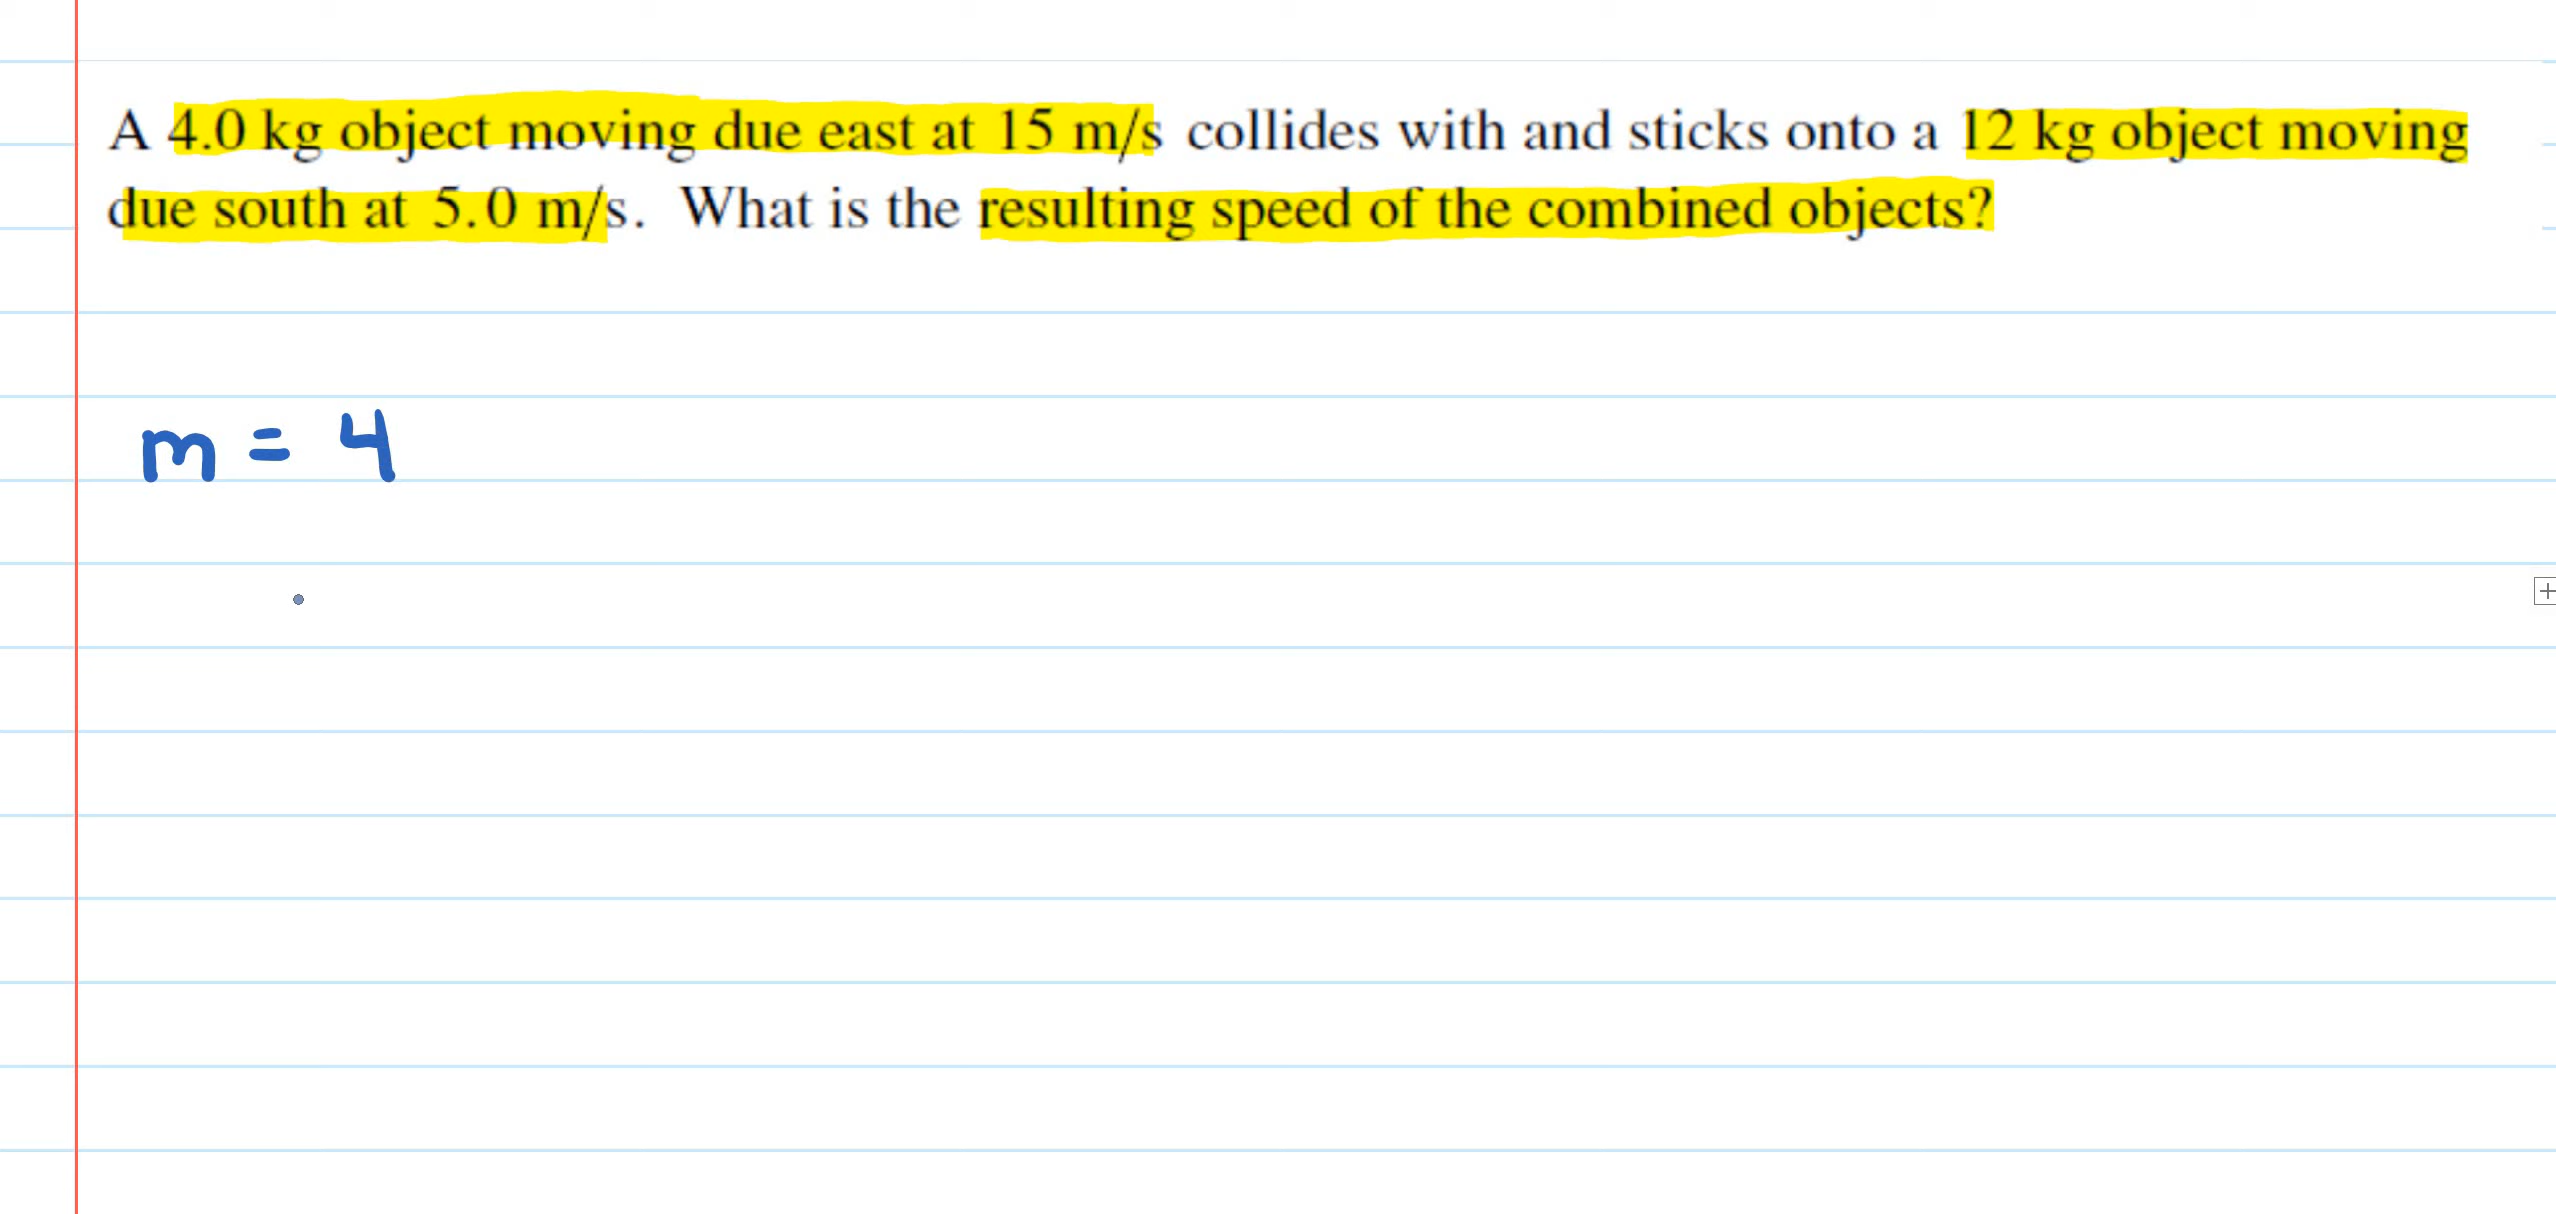 A 4.0 kg object moving due east at 15 m/s collides with and sticks onto a 12 kg object moving
due south at 5.0 m/s. What is the resulting speed of the combined objects?
m = 4